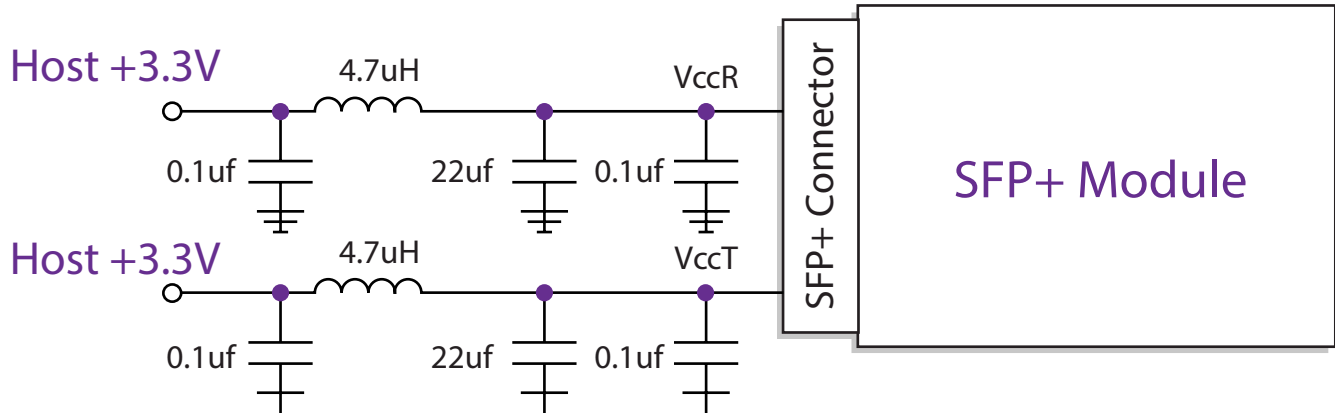 Host +3.3V
4.7uH
VccR
0.1uf
22uf
0.1uf
Host +3.3V
4.7uH
VccT
0.1uf
22uf
0.1uf
SFP+ Connector
SFP+ Module